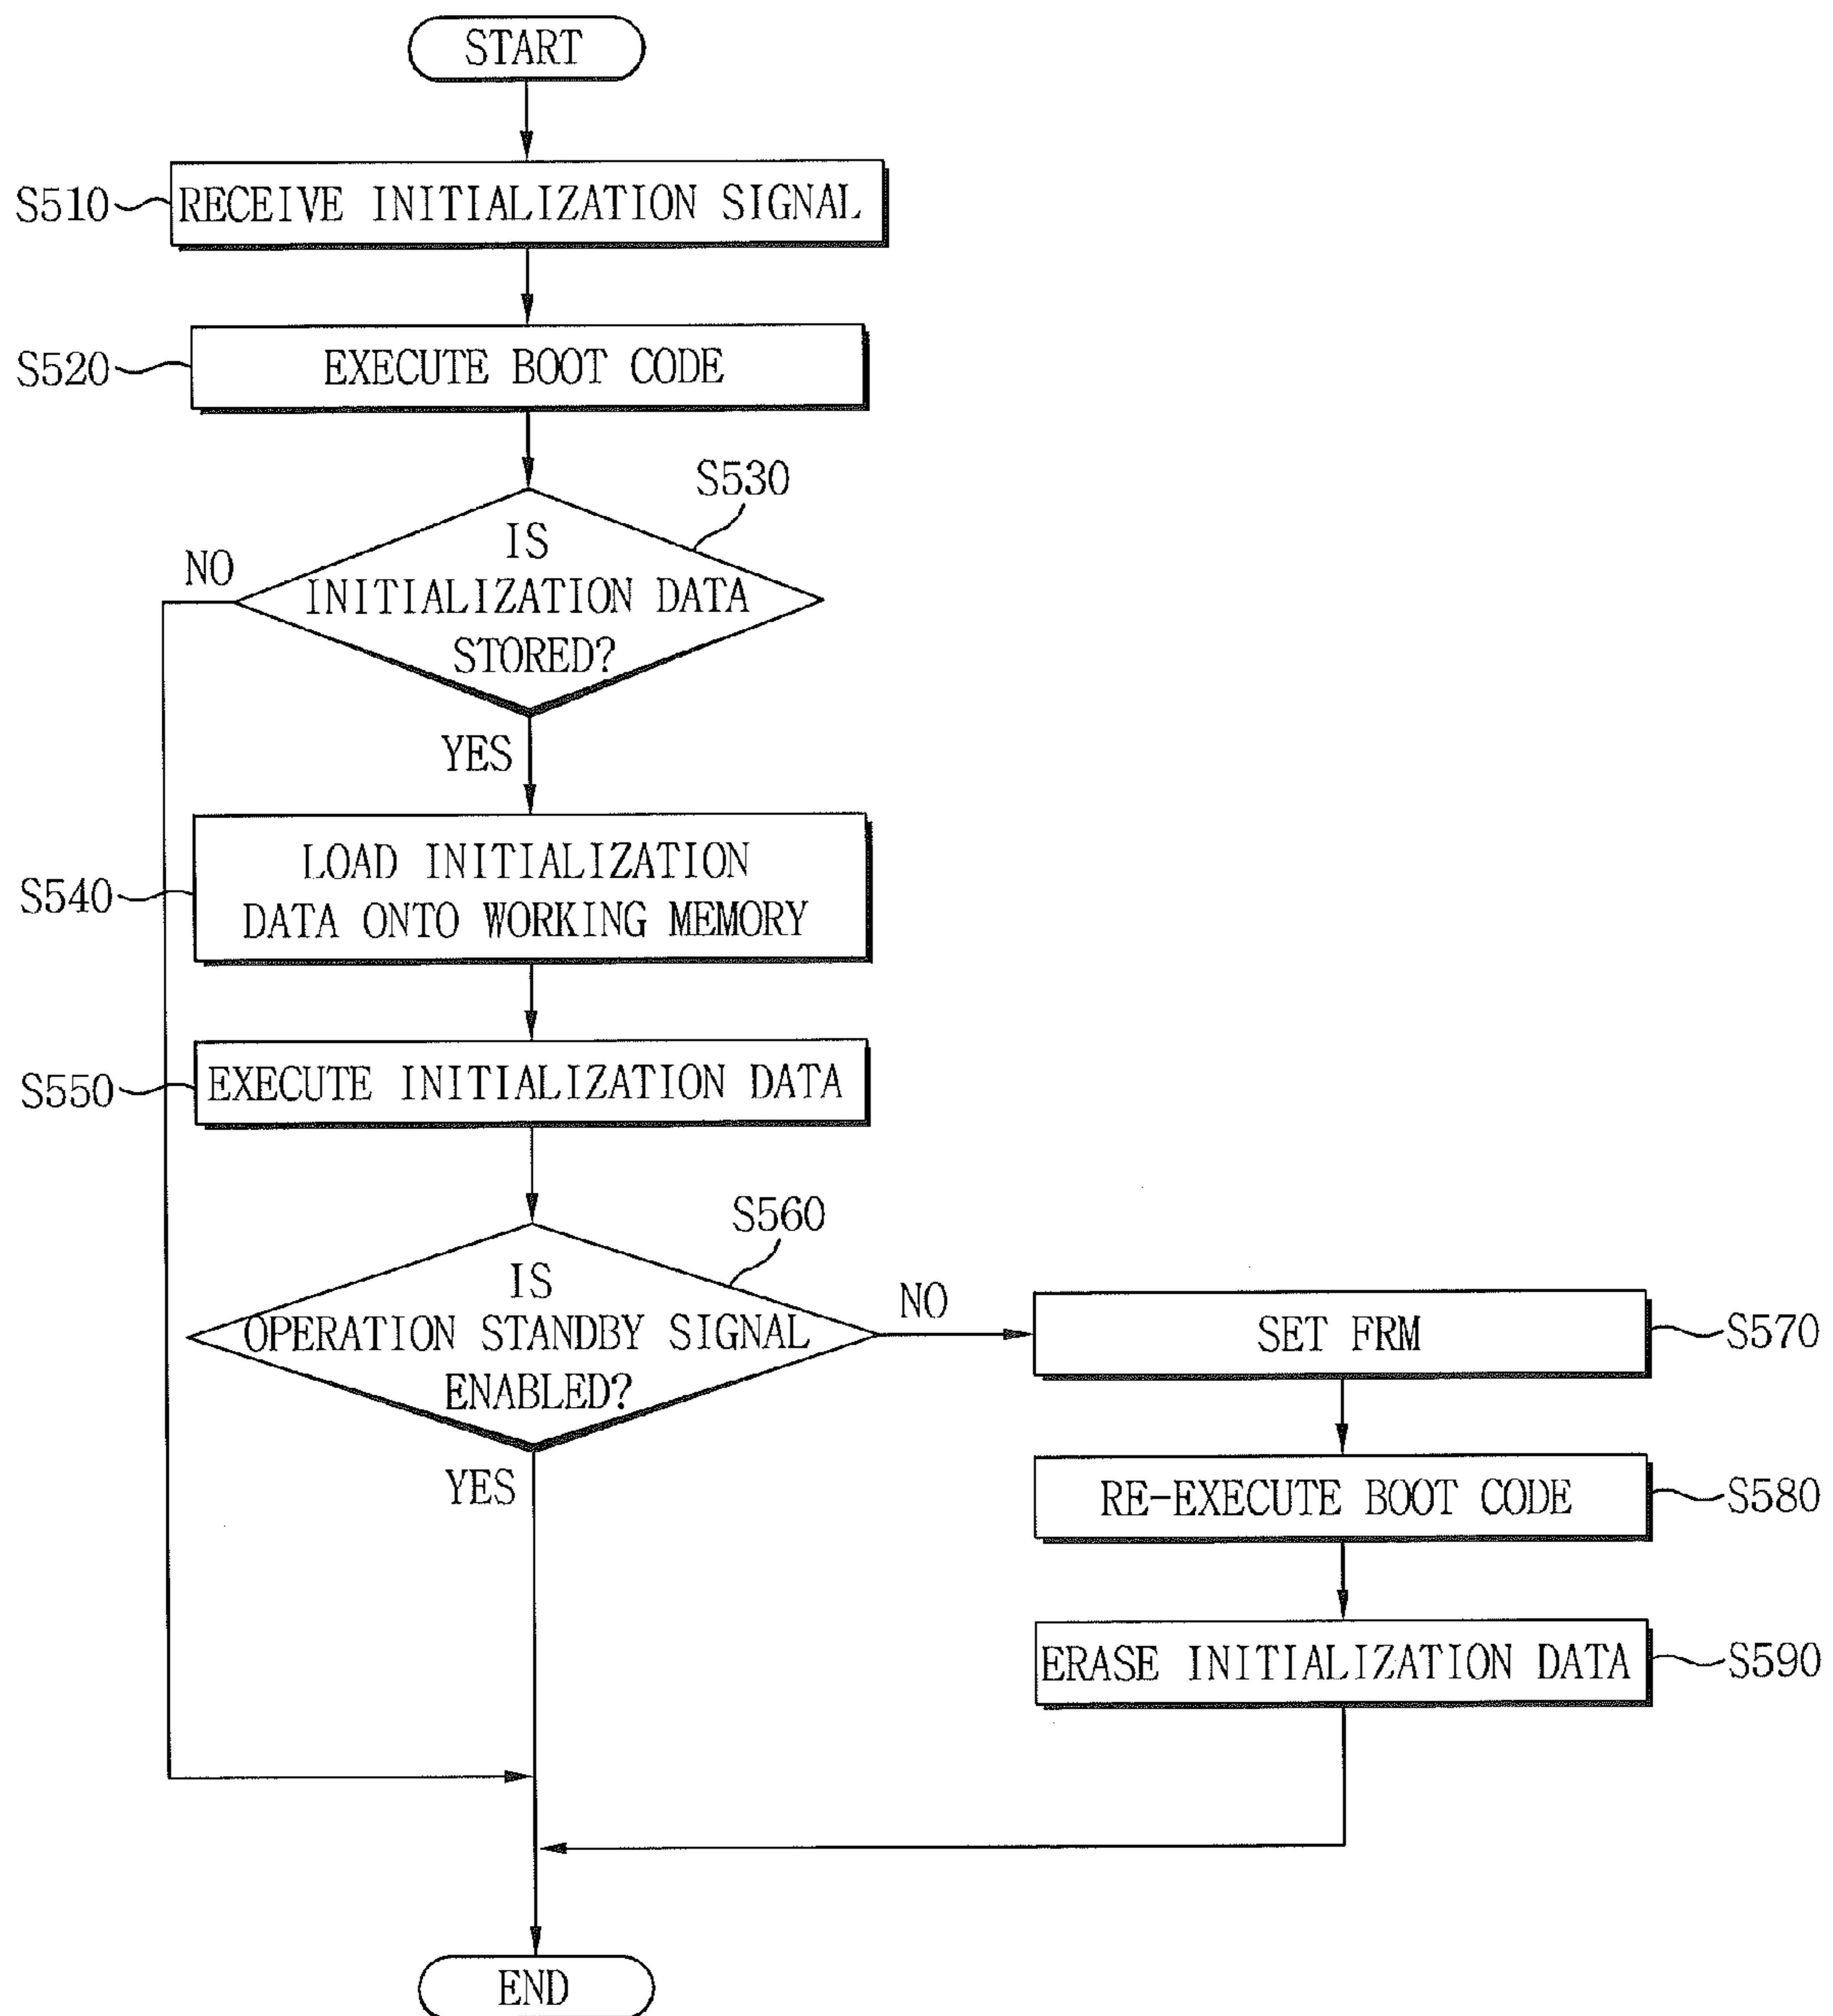 START
S510
RECEIVE INITIALIZATION SIGNAL
S520
EXECUTE BOOT CODE
S530
IS
INITIALIZATION DATA
STORED?
NO
YES
S540
LOAD INITIALIZATION
DATA ONTO WORKING MEMORY
S550
EXECUTE INITIALIZATION DATA
S560
IS
OPERATION STANDBY SIGNAL
ENABLED?
NO
SET FRM
S570
YES
RE-EXECUTE BOOT CODE
S580
ERASE INITIALIZATION DATA
S590
END